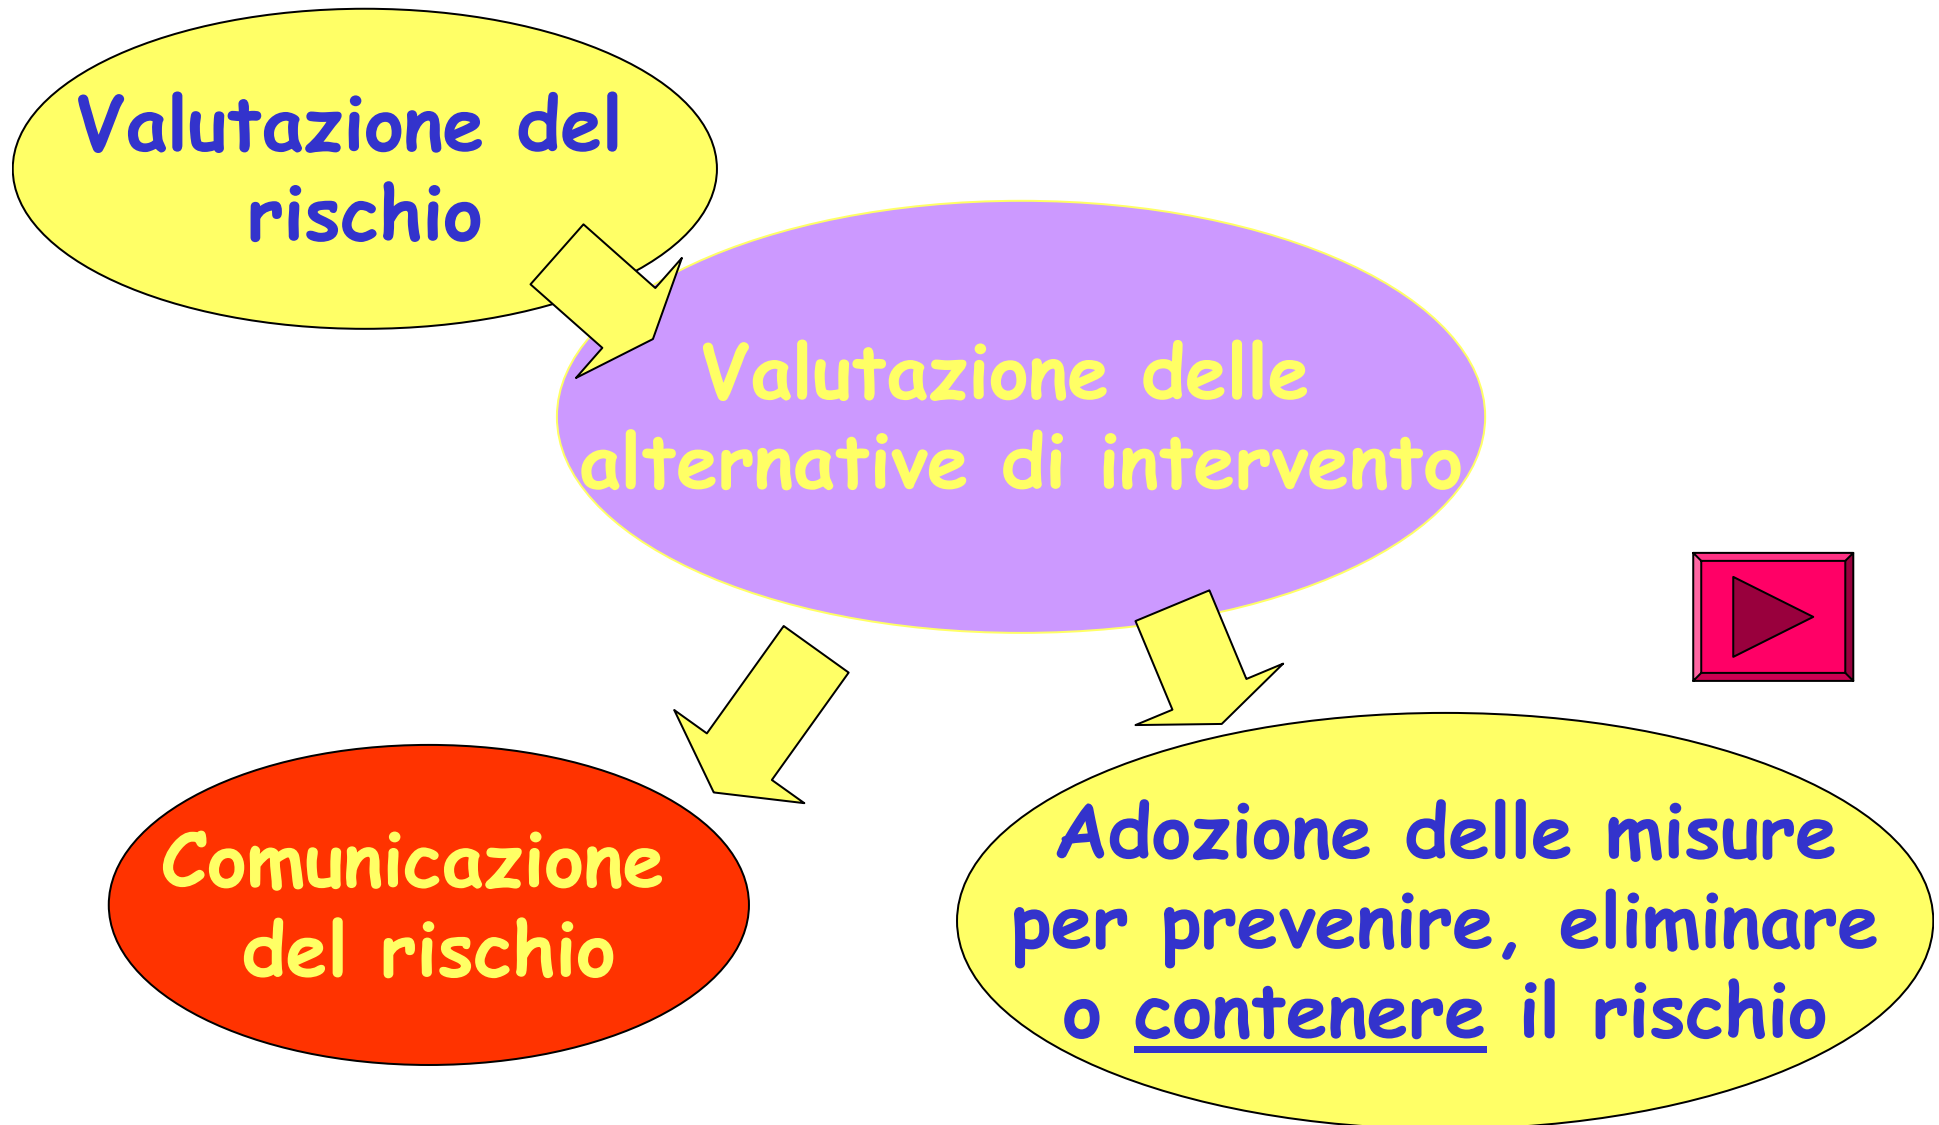 Valutazione del
rischio
Valutazione delle
alternative di intervento
Comunicazione
del rischio
Adozione delle misure
per prevenire, eliminare
o contenere il rischio